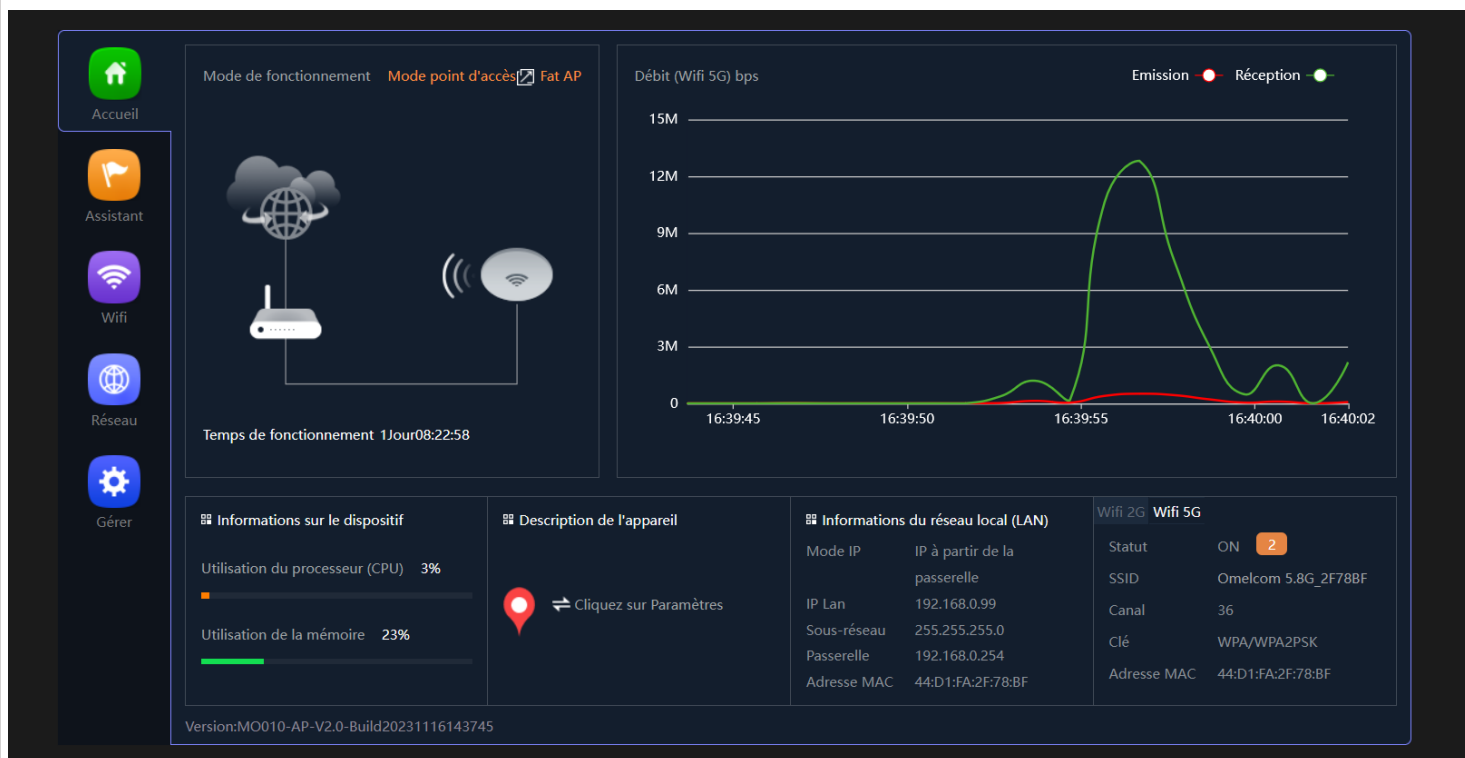 Accueil
Assistant
Wifi
Réseau
Gérer
Mode de fonctionnement Mode point d'accès Fat AP
Temps de fonctionnement 1Jour08:22:58
Débit (Wifi 5G) bps
Emission Réception
15M
12M
9M
6M
3M
0
16:39:45 16:39:50 16:39:55 16:40:00 16:40:02
Informations sur le dispositif
Utilisation du processeur (CPU) 3%
Utilisation de la mémoire 23%
Description de l'appareil
Cliquez sur Paramètres
Informations du réseau local (LAN)
Mode IP IP à partir de la
passerelle
IP Lan 192.168.0.99
Sous-réseau 255.255.255.0
Passerelle 192.168.0.254
Adresse MAC 44:D1:FA:2F:78:BF
Wifi 2G Wifi 5G
Statut ON 2
SSID Omelcom 5.8G_2F78BF
Canal 36
Clé WPA/WPA2PSK
Adresse MAC 44:D1:FA:2F:78:BF
Version:MO010-AP-V2.0-Build20231116143745